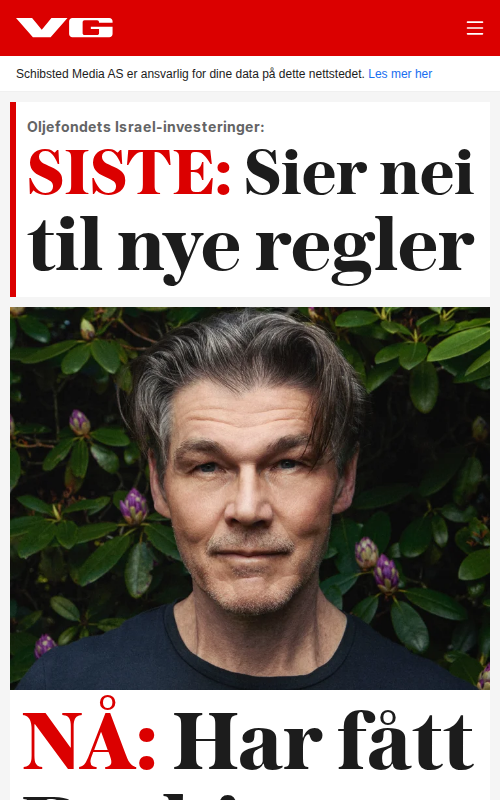 VG
Schibsted Media AS er ansvarlig for dine data på dette nettstedet. Les mer her
Oljefondets Israel-investeringer:
SISTE: Sier nei
til nye regler
NÅ: Har fått